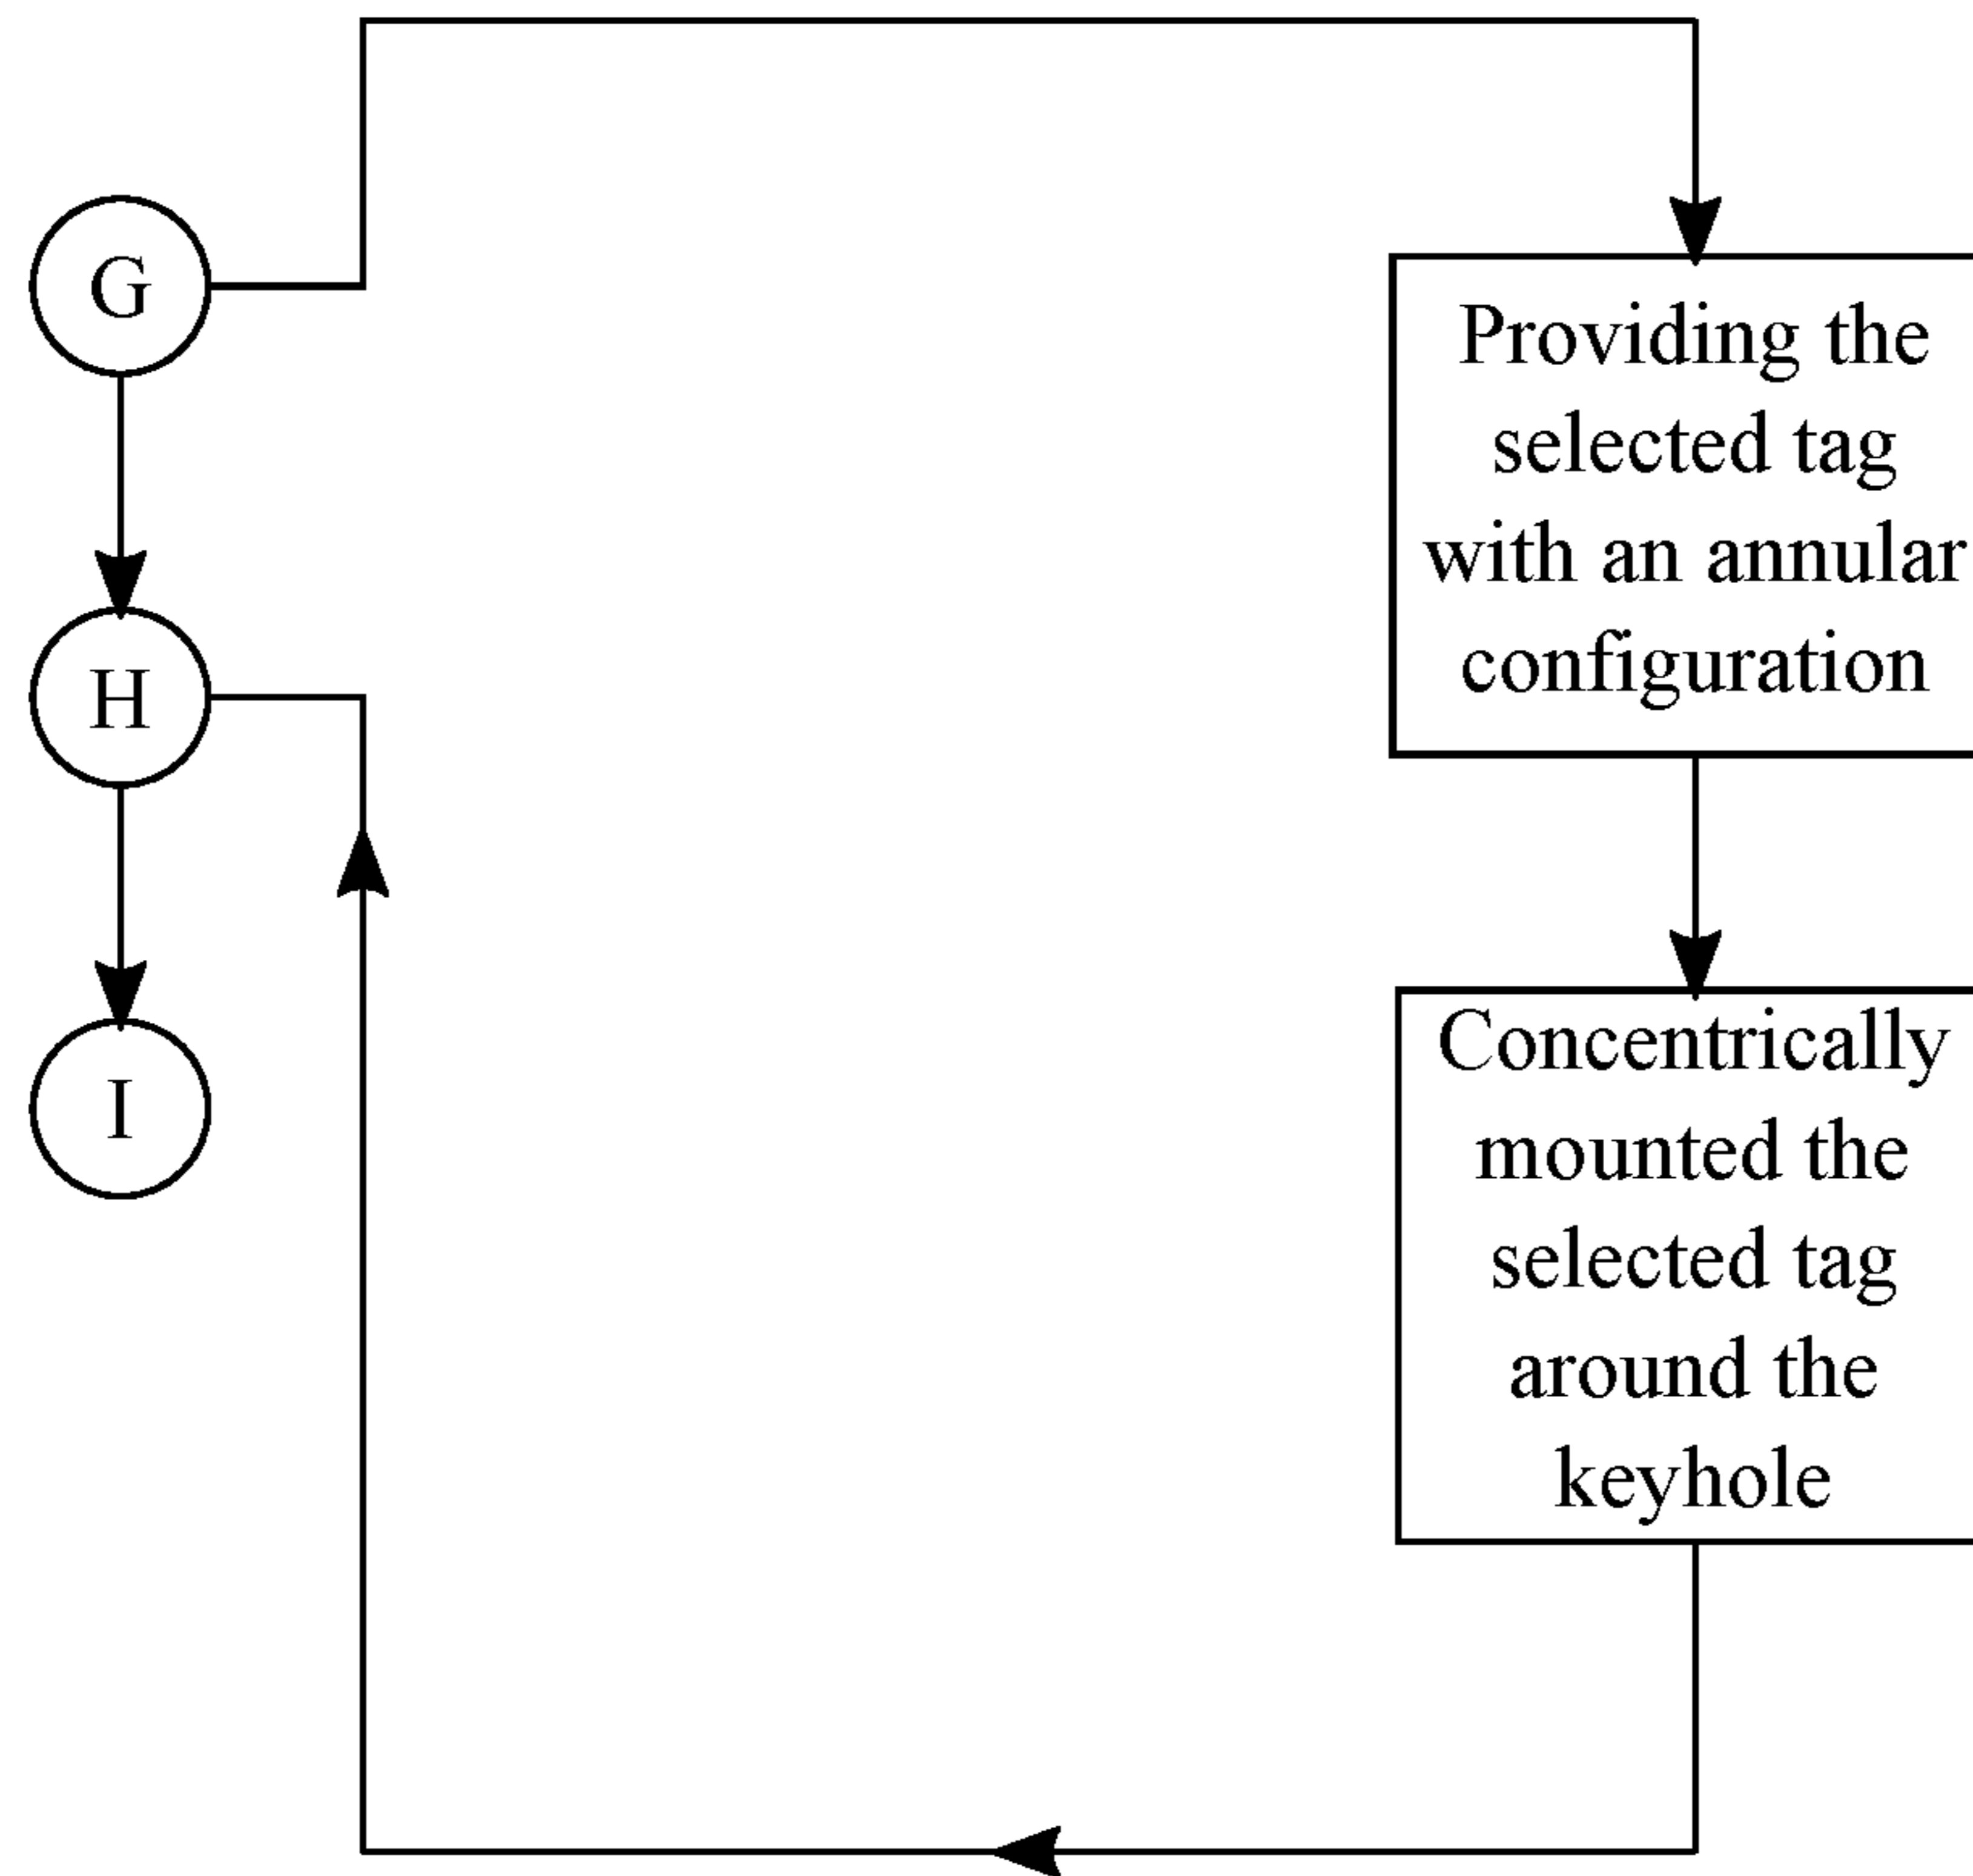 G
Providing the
selected tag
with an annular
configuration
H
Concentrically
mounted the
selected tag
around the
keyhole
I